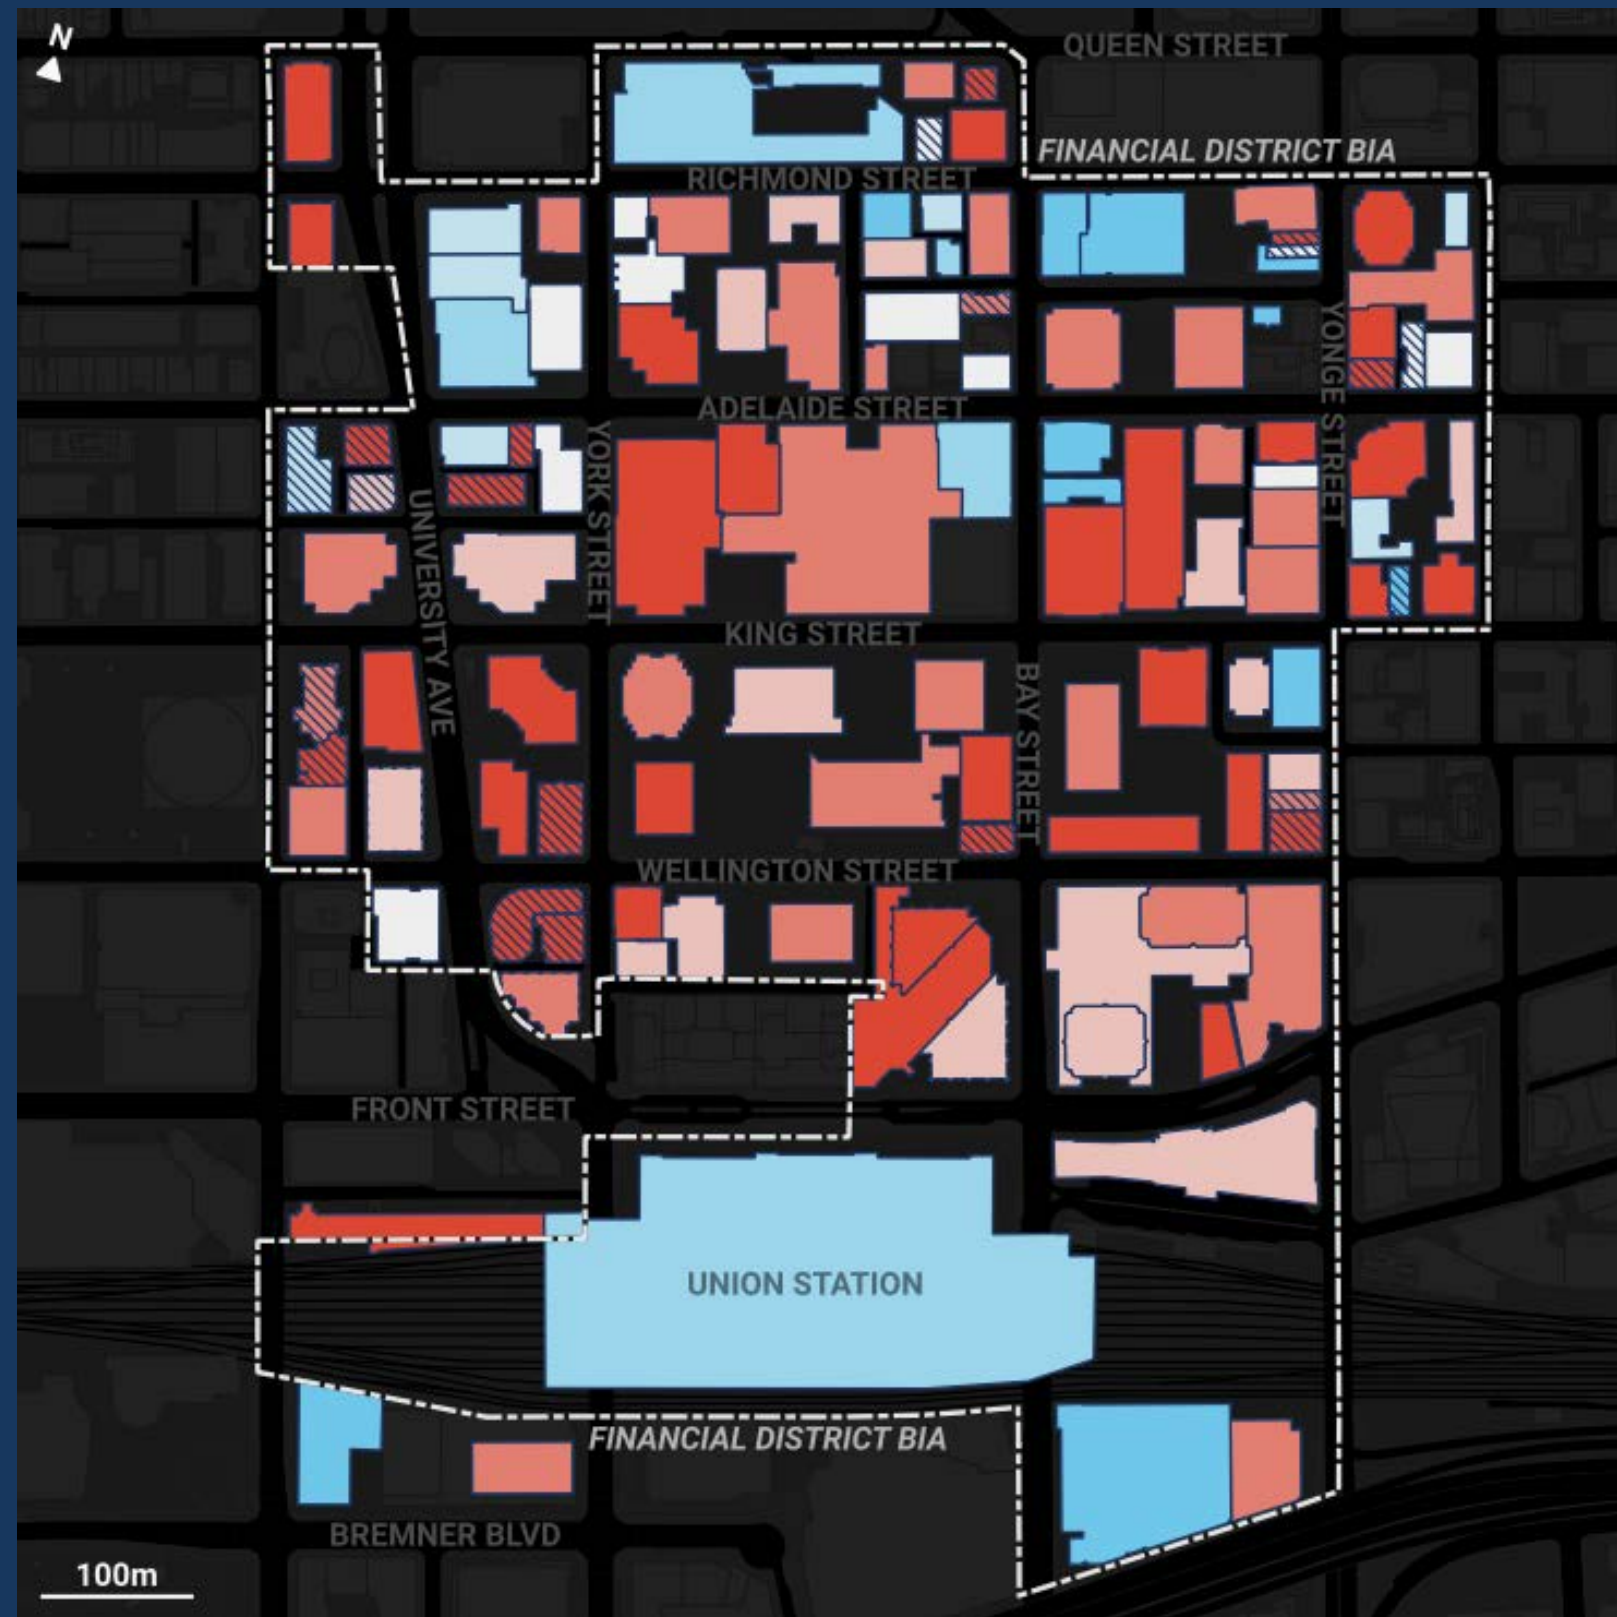 N
QUEEN STREET
FINANCIAL DISTRICT BIA
RICHMOND STREET
YONGE STREET
ADELAIDE STREET
YORK STREET
UNIVERSITY AVE
KING STREET
BAY STREET
WELLINGTON STREET
FRONT STREET
UNION STATION
FINANCIAL DISTRICT BIA
BREMNER BLVD
100m